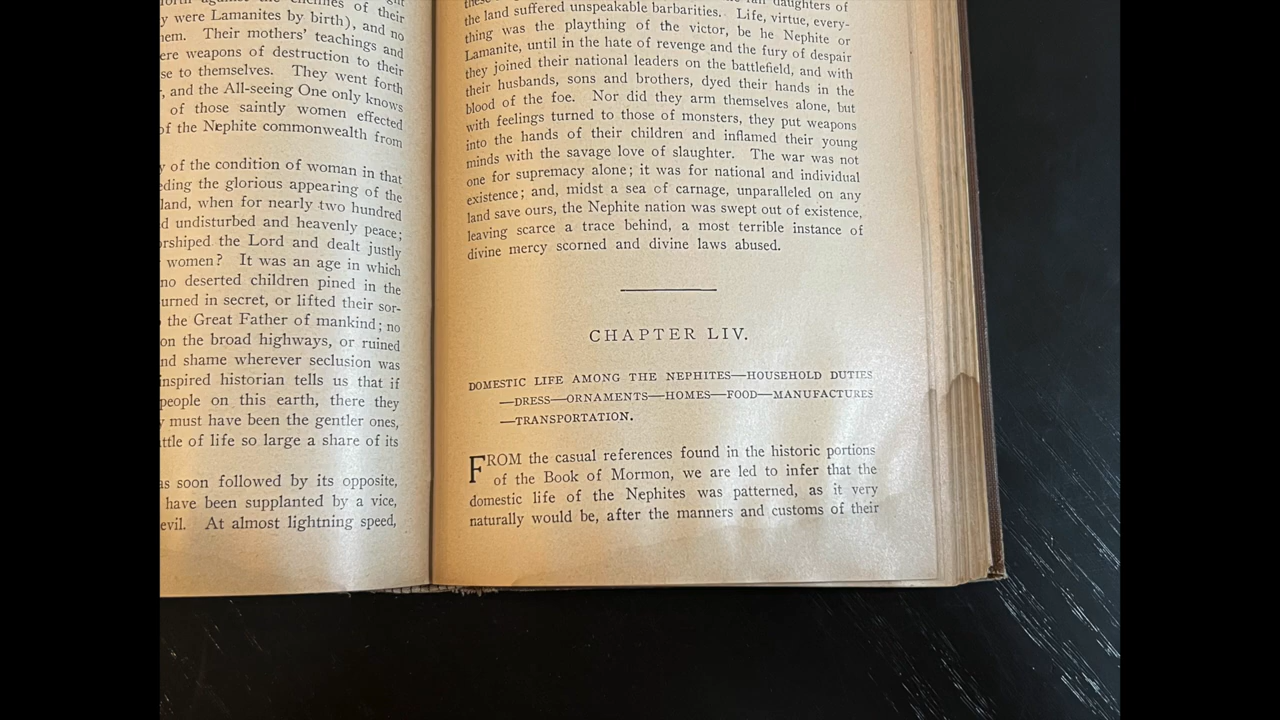 against the enemies of their
were Lamanites by birth), and no
Their mothers' teachings and
weapons of destruction to their
to themselves. They went forth
and the All-seeing One only knows
of those saintly women effected
of the Nephite commonwealth from
of the condition of woman in that
the glorious appearing of the
land, when for nearly two hundred
undisturbed and heavenly peace;
the Lord and dealt justly
women? It was an age in which
no deserted children pined in the
in secret, or lifted their sor-
the Great Father of mankind; no
on the broad highways, or ruined
shame wherever seclusion was
inspired historian tells us that if
people on this earth, there they
must have been the gentler ones,
of life so large a share of its
soon followed by its opposite,
have been supplanted by a vice,
evil. At almost lightning speed,
daughters of
the land suffered unspeakable barbarities. Life, virtue, every-
thing was the plaything of the victor, be he Nephite or
Lamanite, until in the hate of revenge and the fury of despair
they joined their national leaders on the battlefield, and with
their husbands, sons and brothers, dyed their hands in the
blood of the foe. Nor did they arm themselves alone, but
with feelings turned to those of monsters, they put weapons
into the hands of their children and inflamed their young
minds with the savage love of slaughter. The war was not
one for supremacy alone; it was for national and individual
existence; and, midst a sea of carnage, unparalleled on any
land save ours, the Nephite nation was swept out of existence,
leaving scarce a trace behind, a most terrible instance of
divine mercy scorned and divine laws abused.
CHAPTER LIV.
DOMESTIC LIFE AMONG THE NEPHITES—HOUSEHOLD DUTIES
—DRESS—ORNAMENTS—HOMES—FOOD—MANUFACTURES
—TRANSPORTATION.
FROM the casual references found in the historic portions
of the Book of Mormon, we are led to infer that the
domestic life of the Nephites was patterned, as it very
naturally would be, after the manners and customs of their